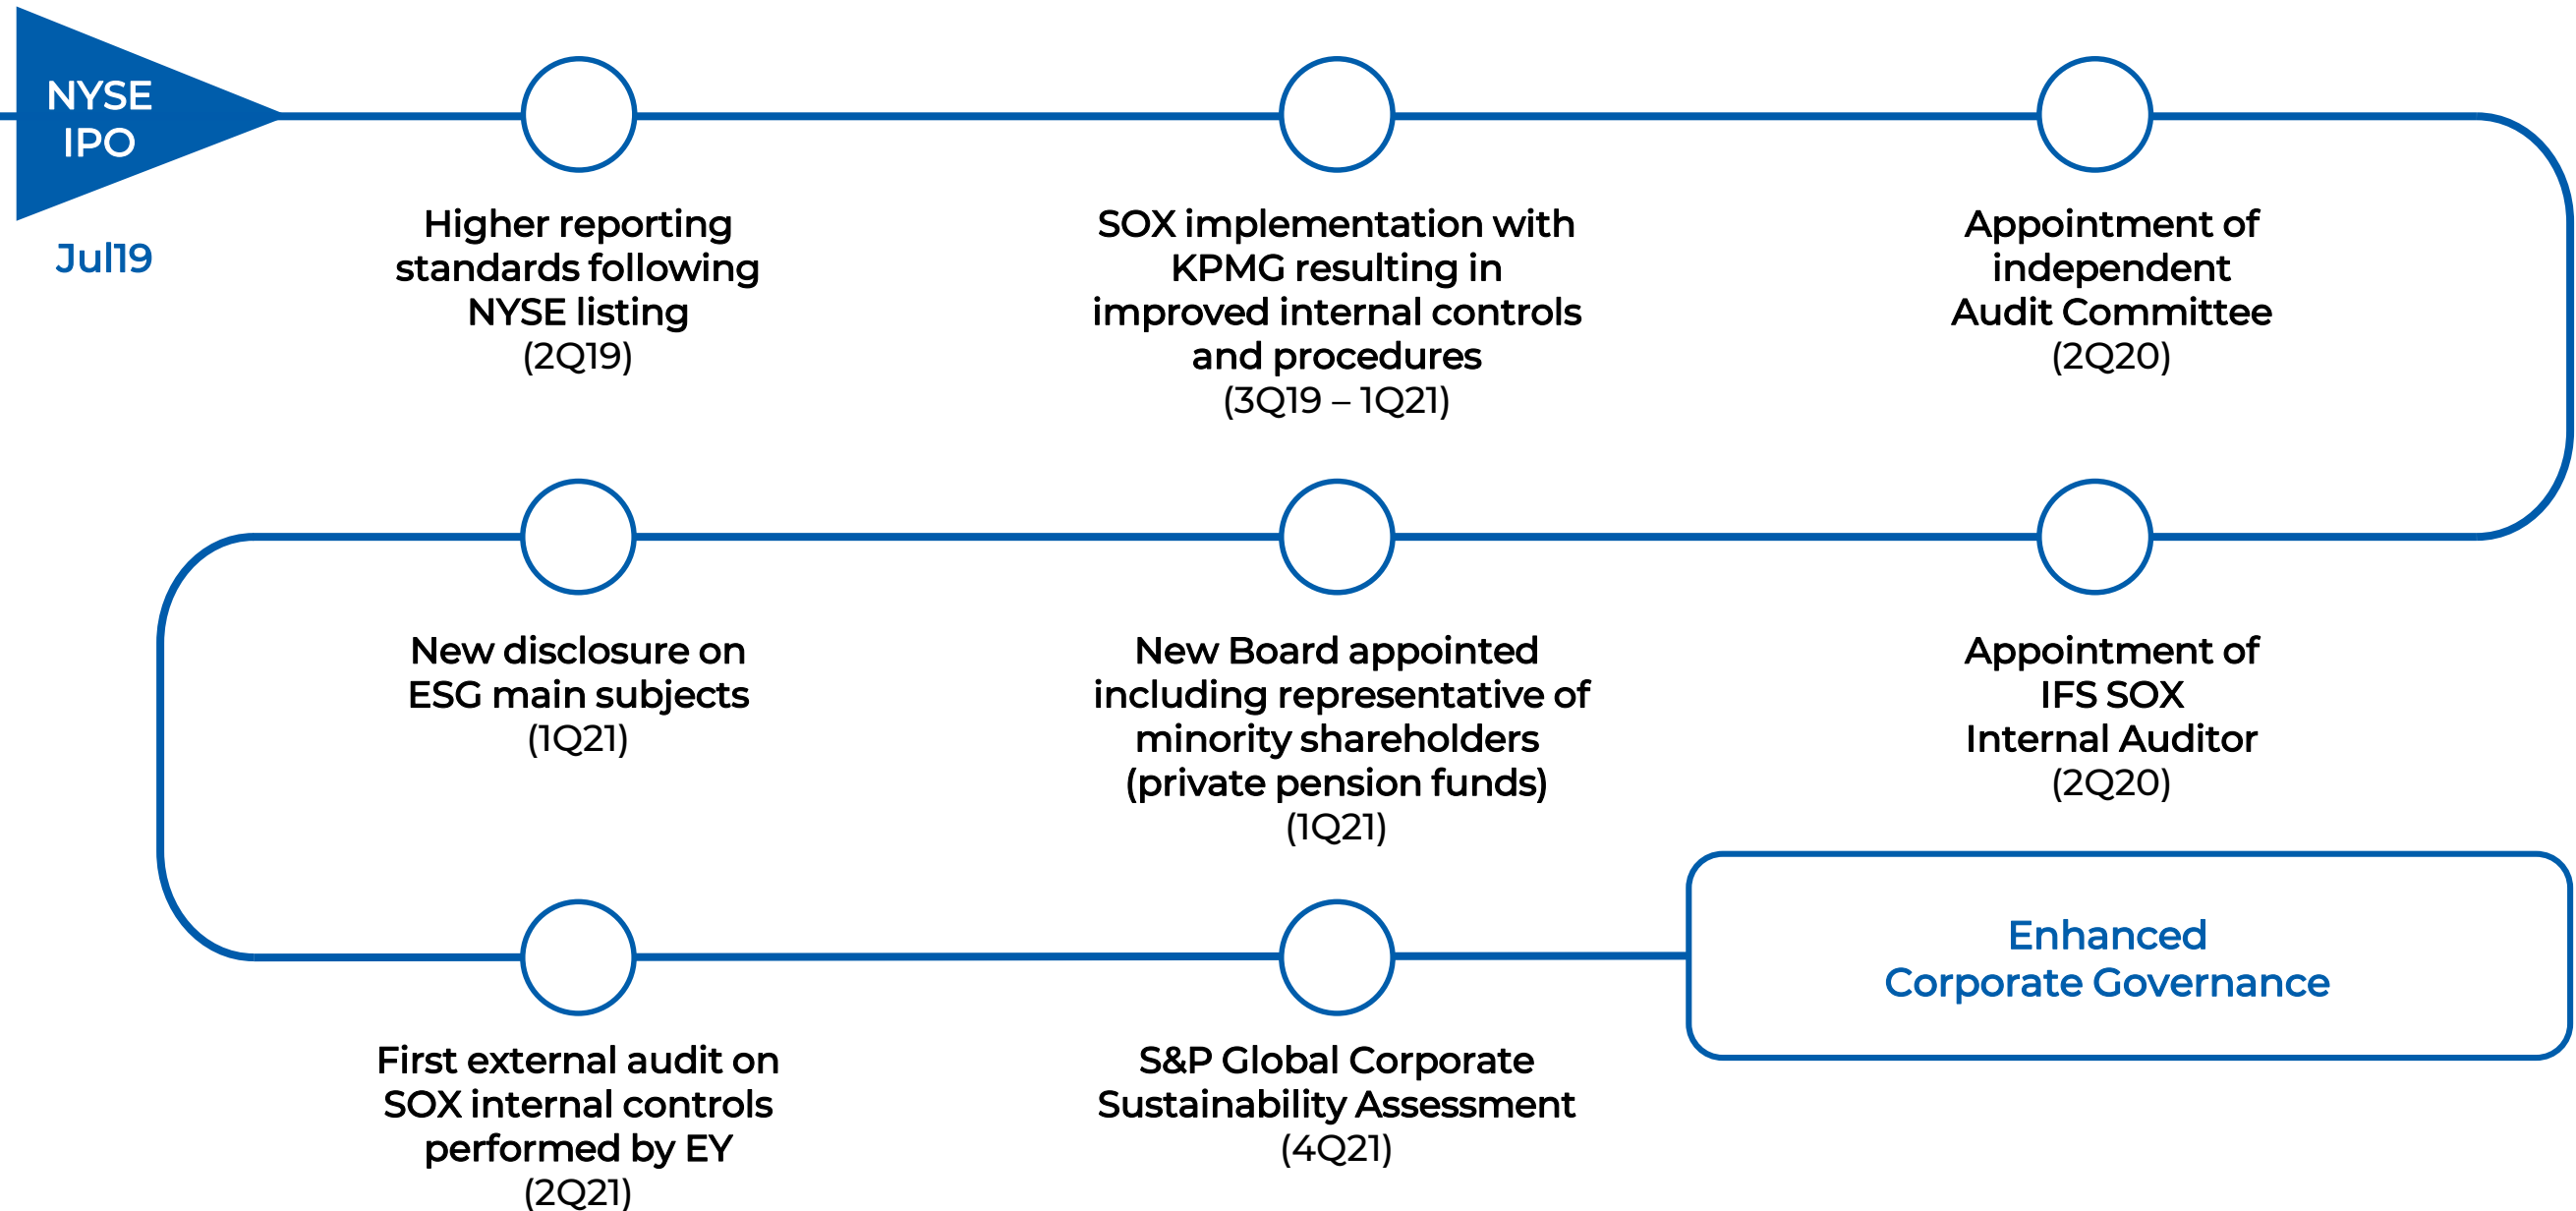 NYSE
IPO
Jul19
Higher reporting
standards following
NYSE listing
(2Q19)
SOX implementation with
KPMG resulting in
improved internal controls
and procedures
(3Q19 – 1Q21)
Appointment of
independent
Audit Committee
(2Q20)
Appointment of
IFS SOX
Internal Auditor
(2Q20)
New Board appointed
including representative of
minority shareholders
(private pension funds)
(1Q21)
New disclosure on
ESG main subjects
(1Q21)
First external audit on
SOX internal controls
performed by EY
(2Q21)
S&P Global Corporate
Sustainability Assessment
(4Q21)
Enhanced
Corporate Governance